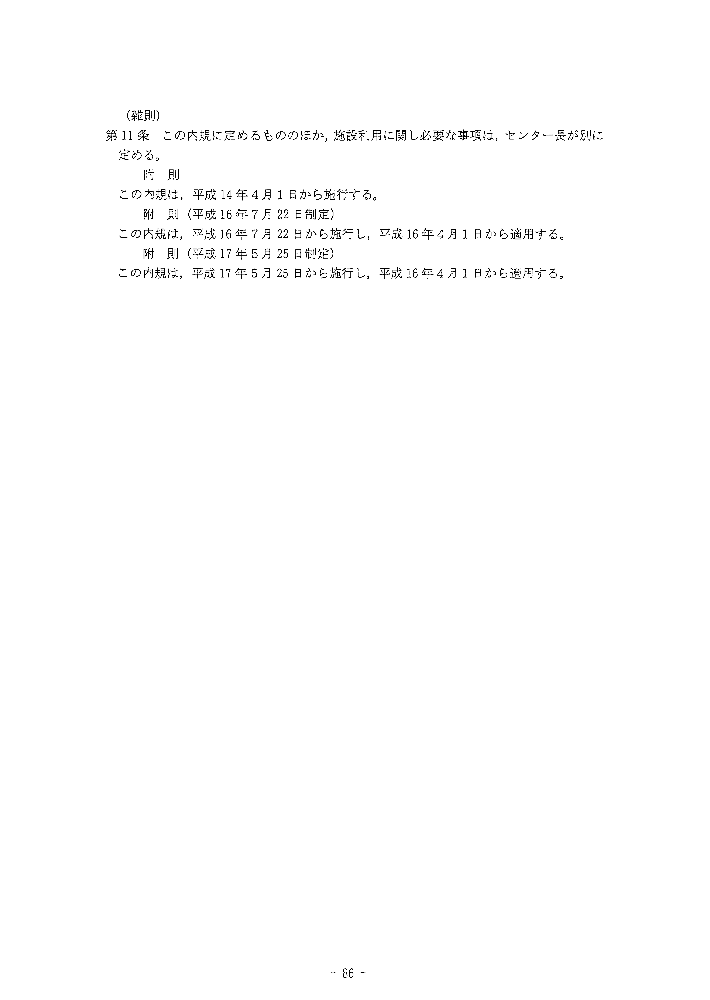 （雑則）
第11条　この内規に定めるもののほか，施設利用に関し必要な事項は，センター長が別に
定める。
附　則
この内規は，平成14年４月１日から施行する。
附　則（平成16年７月22日制定）
この内規は，平成16年７月22日から施行し，平成16年４月１日から適用する。
附　則（平成17年５月25日制定）
この内規は，平成17年５月25日から施行し，平成16年４月１日から適用する。
- 86 -